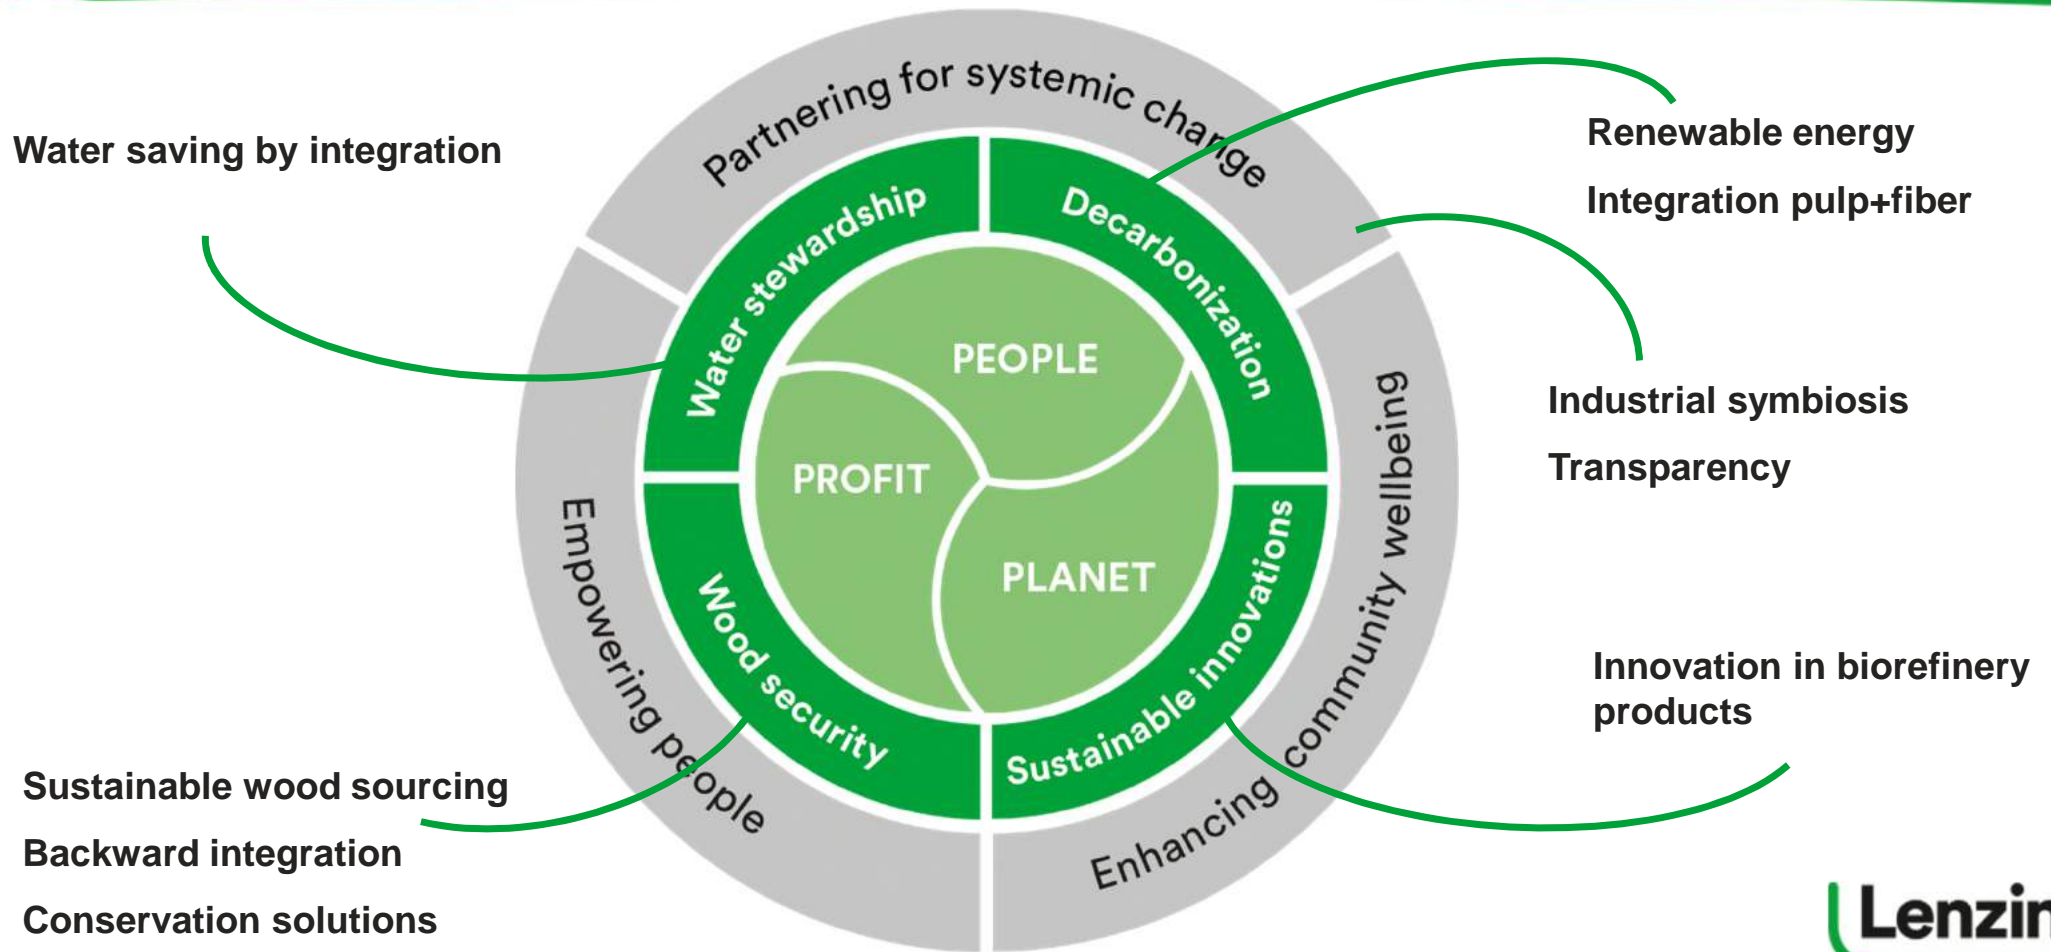 Partnering for systemic change
Water saving by integration
Renewable energy
Integration pulp+fiber
Water stewardship
Decarbonization
PEOPLE
PROFIT
PLANET
Industrial symbiosis
Transparency
Empowering people
Enhancing community wellbeing
Wood security
Sustainable innovations
Innovation in biorefinery
products
Sustainable wood sourcing
Backward integration
Conservation solutions
Lenzin